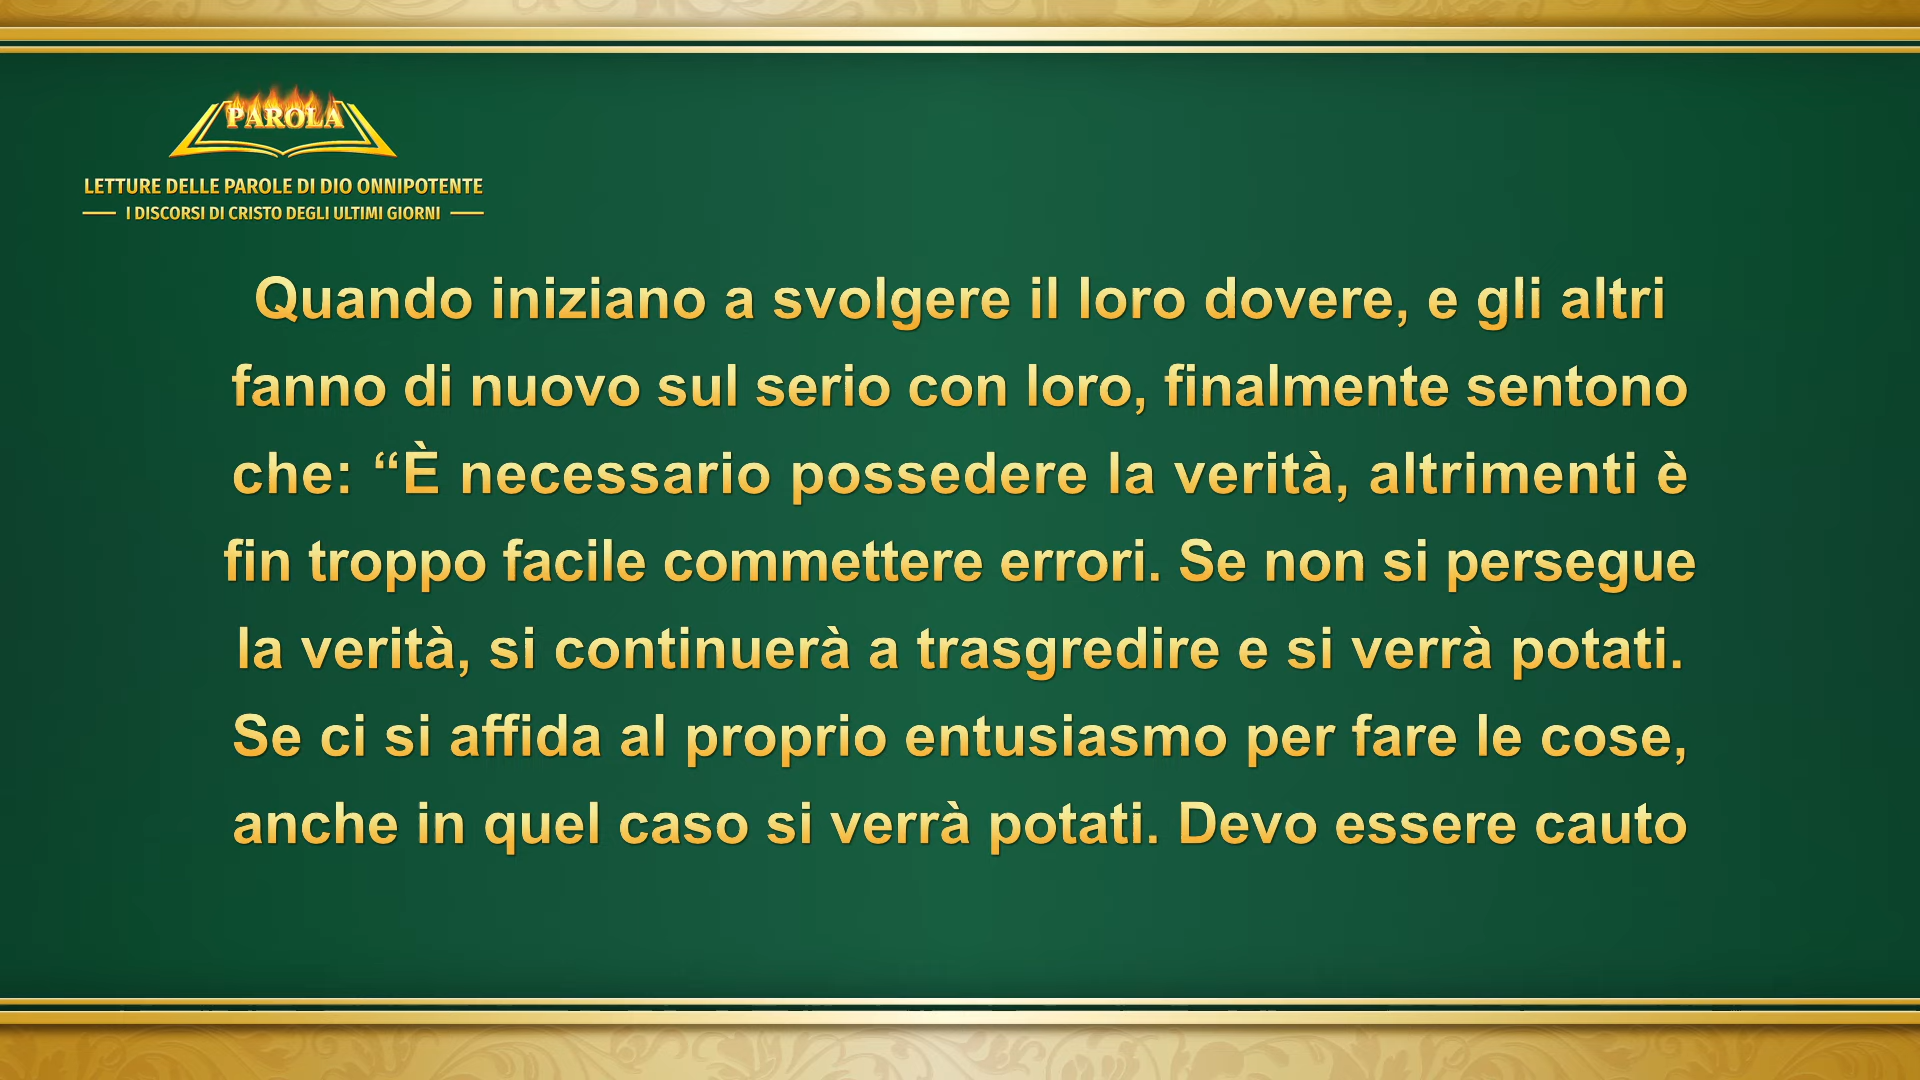 PAROLA
LETTURE DELLE PAROLE DI DIO ONNIPOTENTE
I DISCORSI DI CRISTO DEGLI ULTIMI GIORNI
Quando iniziano a svolgere il loro dovere, e gli altri
fanno di nuovo sul serio con loro, finalmente sentono
che: “È necessario possedere la verità, altrimenti è
fin troppo facile commettere errori. Se non si persegue
la verità, si continuerà a trasgredire e si verrà potati.
Se ci si affida al proprio entusiasmo per fare le cose,
anche in quel caso si verrà potati. Devo essere cauto